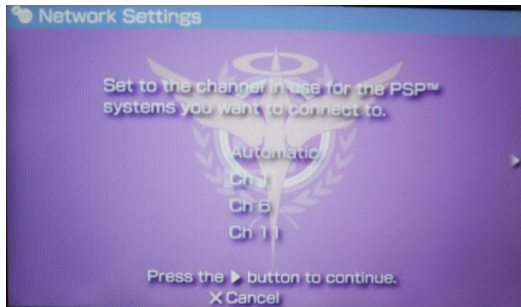 Network Settings
Set to the channel in use for the PSP™
systems you want to connect to.
Automatic
Ch 1
Ch 6
Ch 11
Press the ▶ button to continue.
✕ Cancel